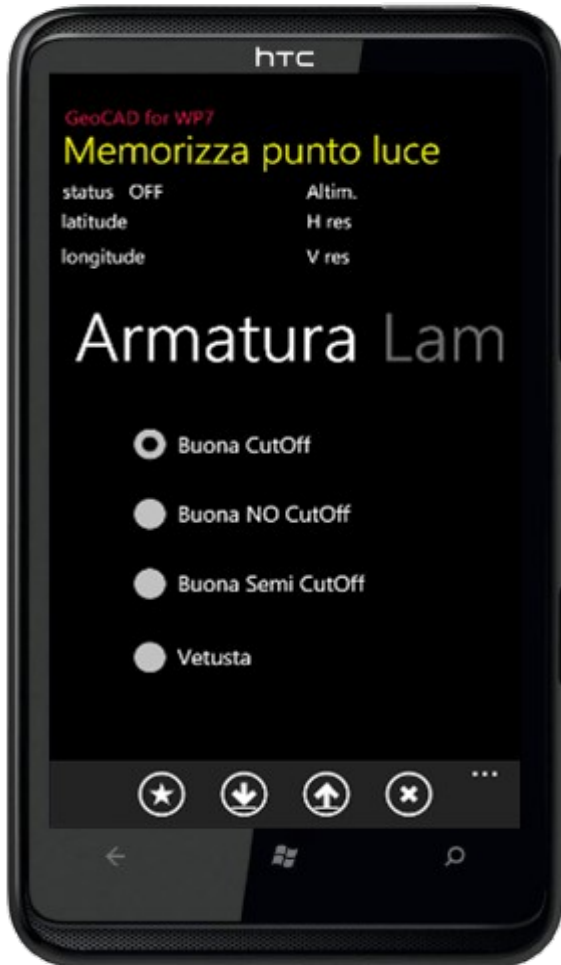 hTC
GeoCAD for WP7
Memorizza punto luce
status OFF Altim.
latitude H res
longitude V res
Armatura Lam
Buona CutOff
Buona NO CutOff
Buona Semi CutOff
Vetusta
...